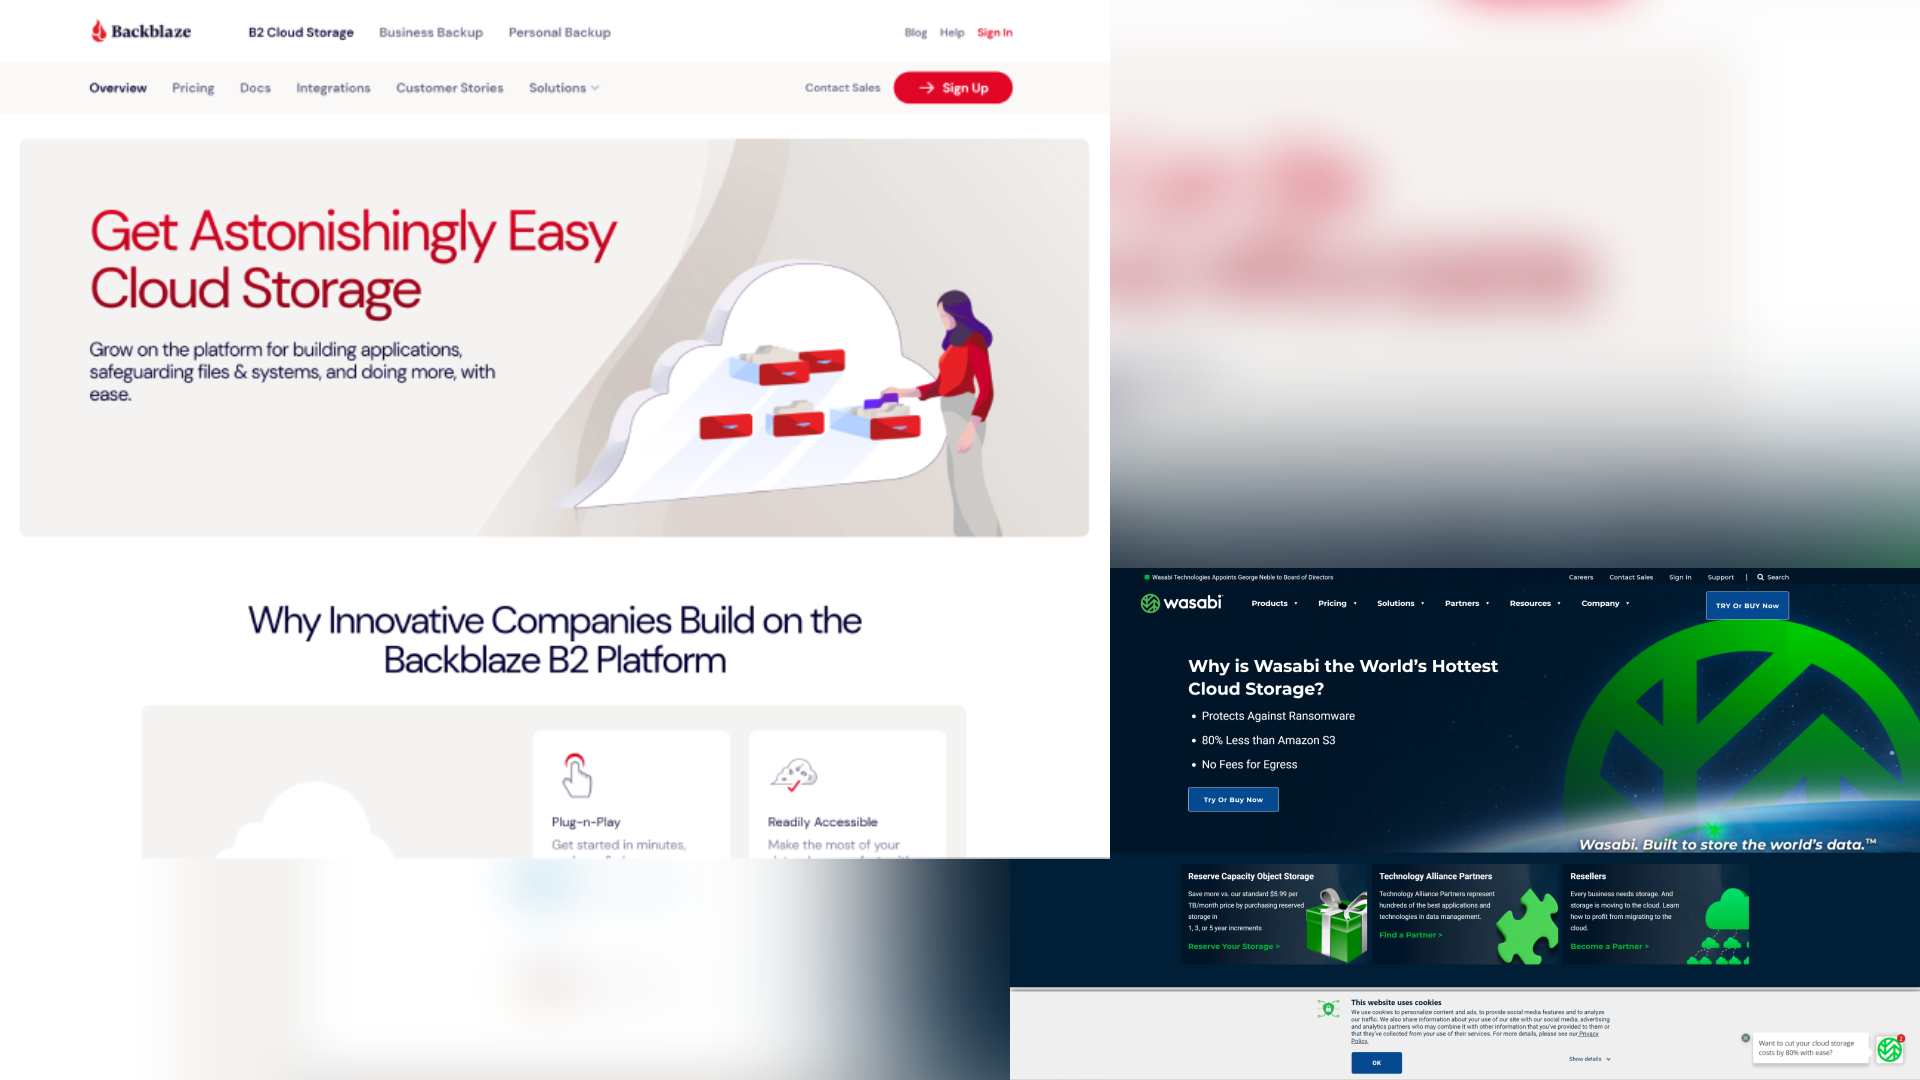 Backblaze
B2 Cloud Storage Business Backup Personal Backup
Blog Help Sign In
Overview Pricing Docs Integrations Customer Stories Solutions
Contact Sales Sign Up
Get Astonishingly Easy
Cloud Storage
Grow on the platform for building applications,
safeguarding files & systems, and doing more, with
ease.
Why Innovative Companies Build on the
Backblaze B2 Platform
Plug-n-Play
Get started in minutes,
Readily Accessible
Make the most of your
Wasabi Technologies Appoints George Neble to Board of Directors
Careers Contact Sales Sign In Support | Search
wasabi
Products Pricing Solutions Partners Resources Company
TRY Or BUY Now
Why is Wasabi the World's Hottest
Cloud Storage?
• Protects Against Ransomware
• 80% Less than Amazon S3
• No Fees for Egress
Try Or Buy Now
Wasabi. Built to store the world's data.™
Reserve Capacity Object Storage
Save more vs. our standard $5.99 per
TB/month price by purchasing reserved
storage in
1, 3, or 5 year increments
Reserve Your Storage >
Technology Alliance Partners
Technology Alliance Partners represent
hundreds of the best applications and
technologies in data management.
Find a Partner >
Resellers
Every business needs storage. And
storage is moving to the cloud. Learn
how to profit from migrating to the
cloud.
Become a Partner >
This website uses cookies
We use cookies to personalize content and ads, to provide social media features and to analyze
our traffic. We also share information about your use of our site with our social media, advertising
and analytics partners who may combine it with other information that you've provided to them or
that they've collected from your use of their services. For more details, please see our Privacy
Policy.
OK
Show details
Want to cut your cloud storage
costs by 80% with ease?
2